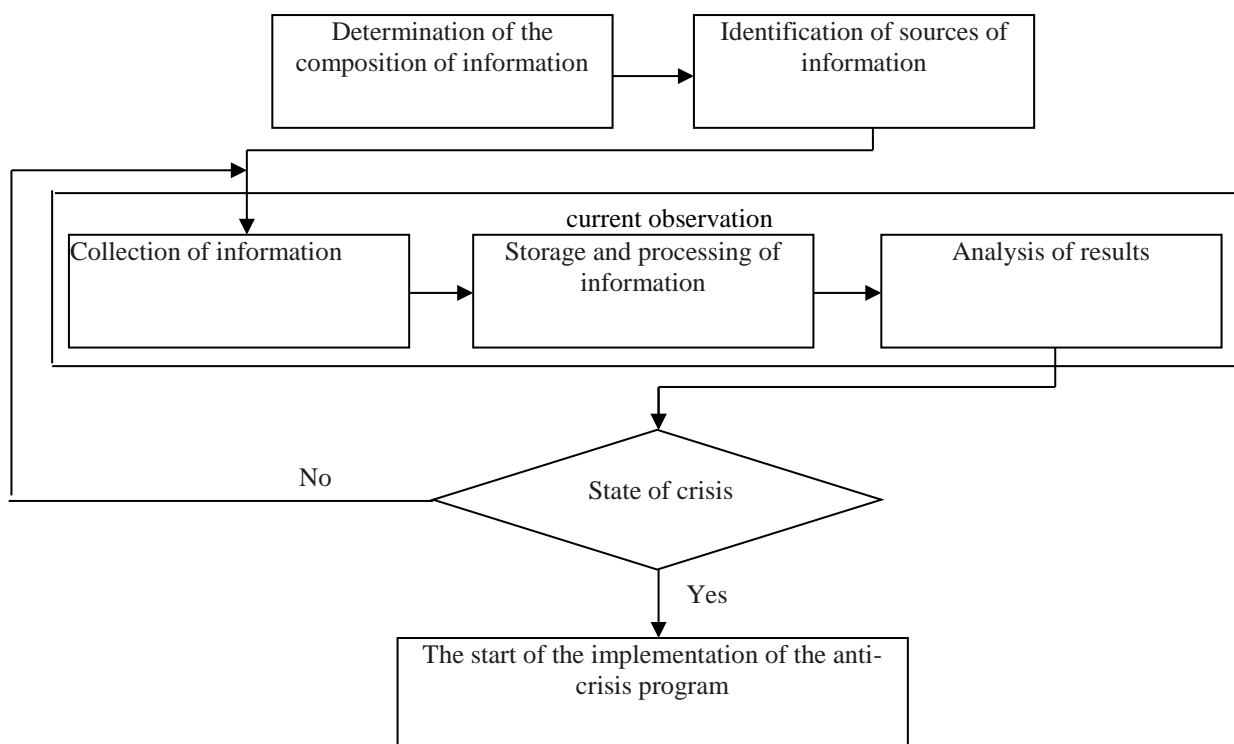 Determination of the
composition of information
Identification of sources of
information
current observation
Collection of information
Storage and processing of
information
Analysis of results
No
State of crisis
Yes
The start of the implementation of the anti-
crisis program